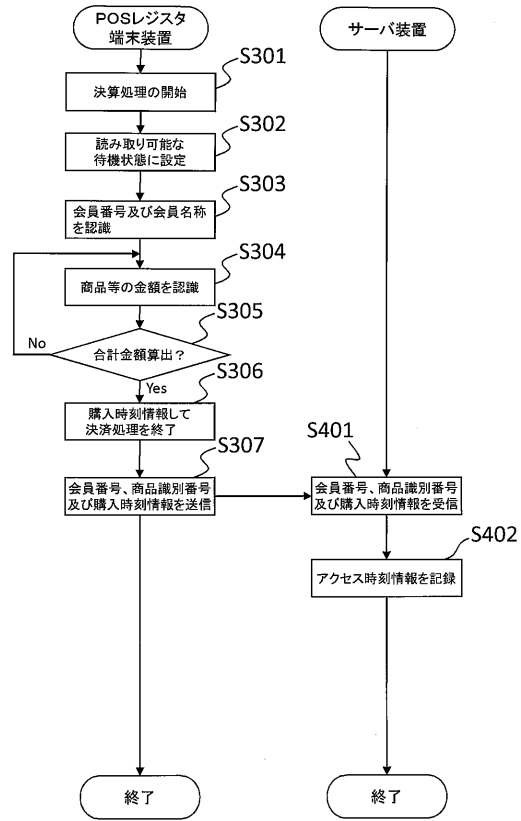 POSレジスタ
端末装置
サーバ装置
S301
決算処理の開始
S302
読み取り可能な
待機状態に設定
S303
会員番号及び会員名称
を認識
S304
商品等の金額を認識
S305
合計金額算出?
No
Yes
S306
購入時刻情報して
決済処理を終了
S307
会員番号、商品識別番号
及び購入時刻情報を送信
S401
会員番号、商品識別番号
及び購入時刻情報を受信
S402
アクセス時刻情報を記録
終了
終了